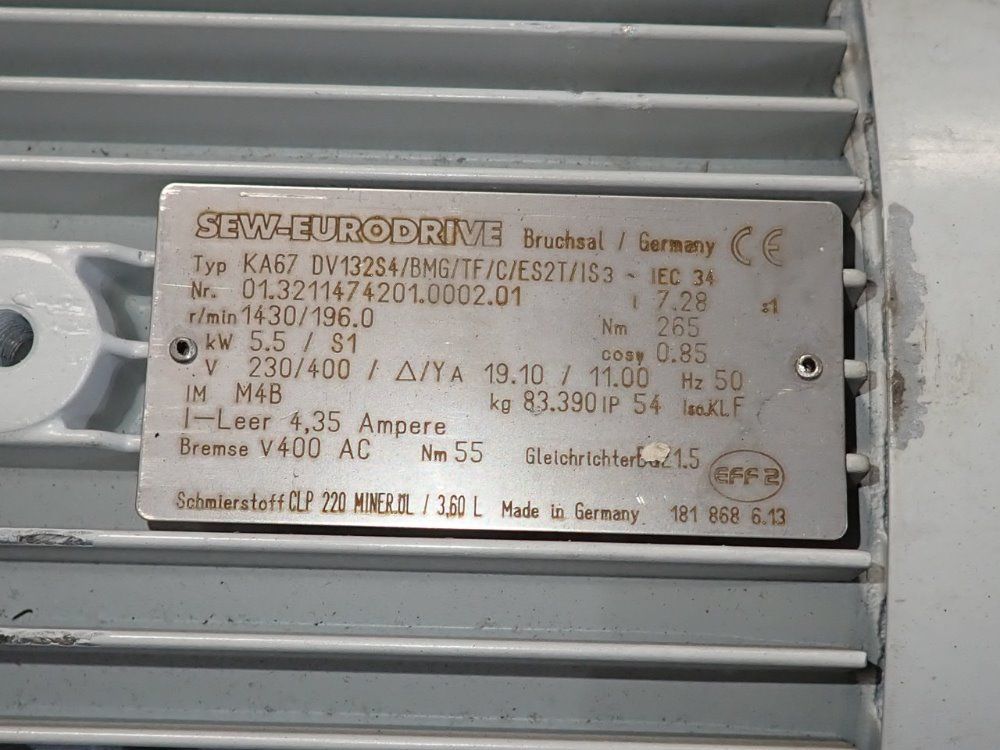 SEW-EURODRIVE Bruchsal / Germany CE
Typ KA67 DV132S4/BMG/TF/C/ES2T/IS3 ~ IEC 34
Nr. 01.3211474201.0002.01 i 7.28 s1
r/min 1430/196.0 Nm 265
kW 5.5 / S1 cosφ 0.85
V 230/400 / △/Y A 19.10 / 11.00 Hz 50
IM M4B kg 83.390 IP 54 Iso.KL F
I-Leer 4,35 Ampere
Bremse V400 AC Nm 55 Gleichrichter 1.5
EFF 2
Schmierstoff CLP 220 MINER.ÖL / 3,60 L Made in Germany 181 868 6.13